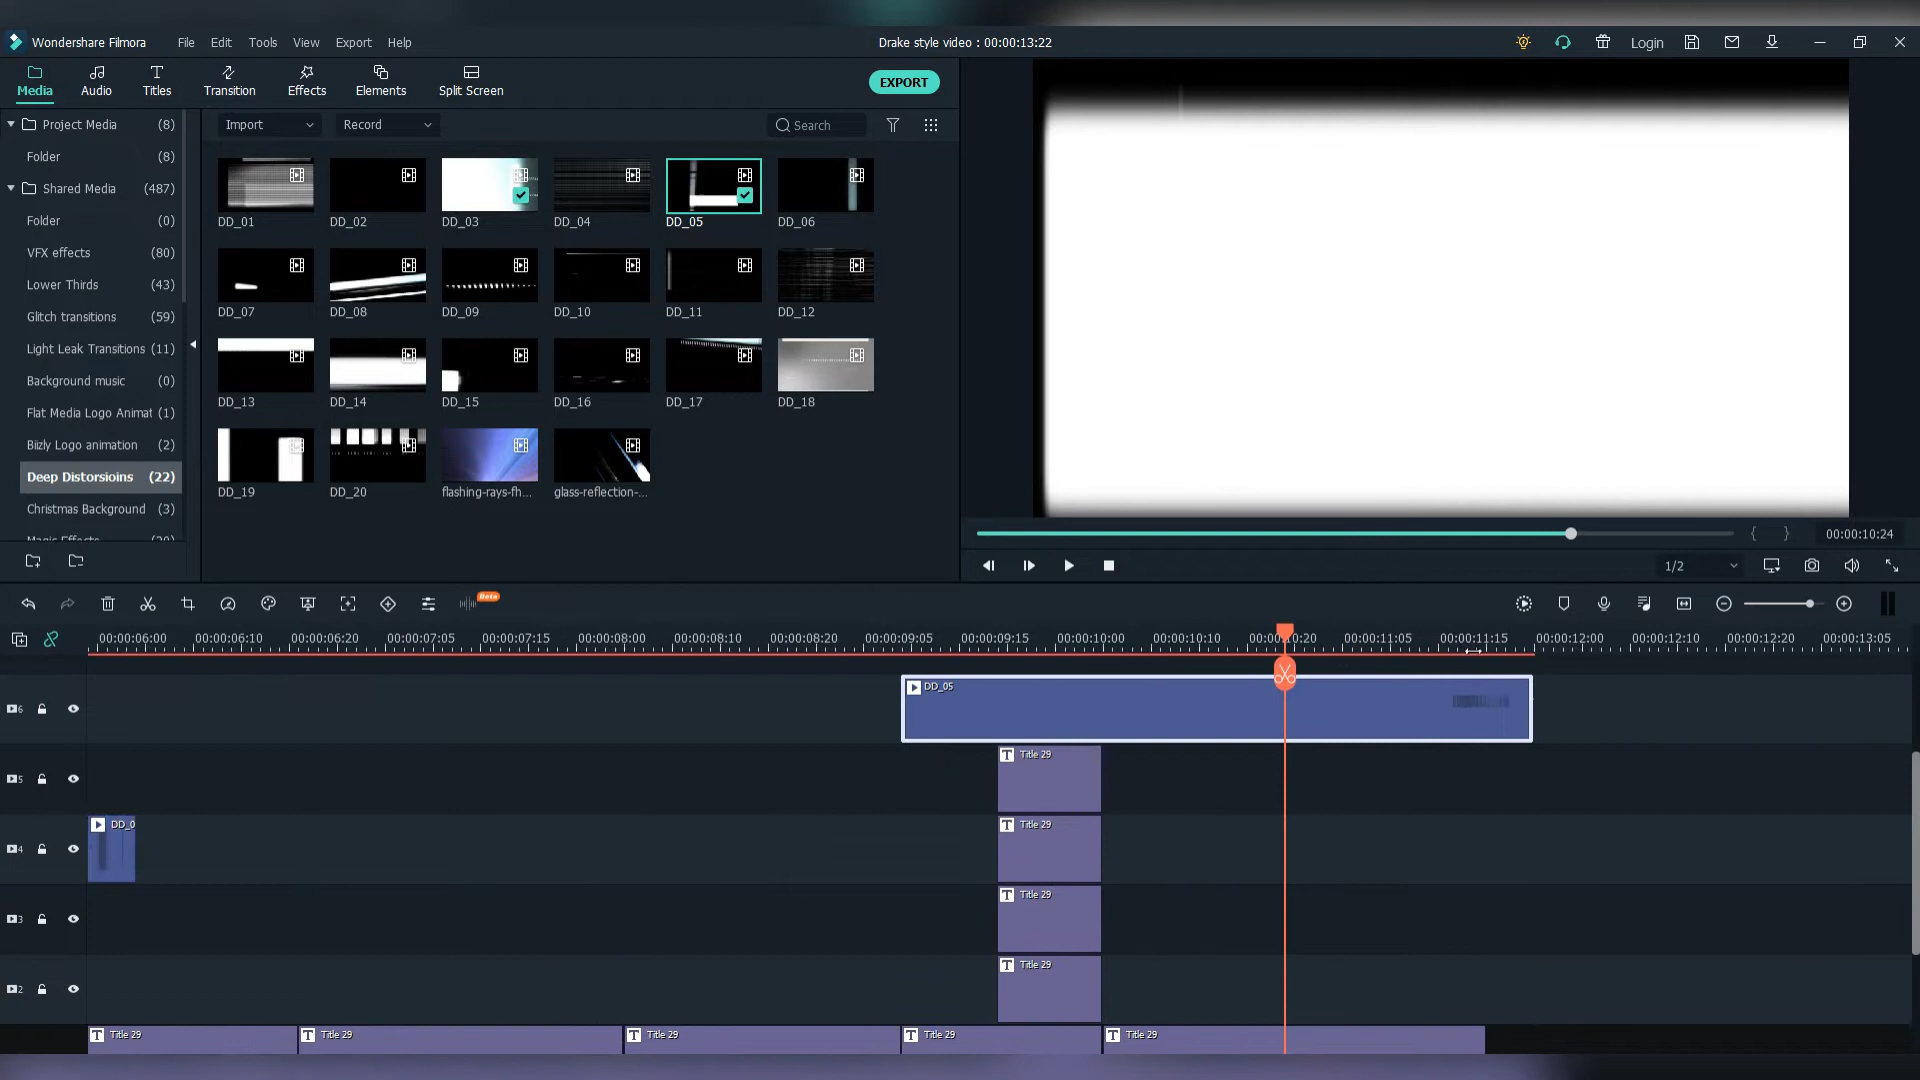 Wondershare Filmora File Edit Tools View Export Help Drake style video : 00:00:13:22 Login
Media Audio Titles Transition Effects Elements Split Screen EXPORT
Project Media (8)
Folder (8)
Shared Media (487)
Folder (0)
VFX effects (80)
Lower Thirds (43)
Glitch transitions (59)
Light Leak Transitions (11)
Background music (0)
Flat Media Logo Animat (1)
Biizly Logo animation (2)
Deep Distorsioins (22)
Christmas Background (3)
Import Record Search
DD_01 DD_02 DD_03 DD_04 DD_05 DD_06
DD_07 DD_08 DD_09 DD_10 DD_11 DD_12
DD_13 DD_14 DD_15 DD_16 DD_17 DD_18
DD_19 DD_20 flashing-rays-fh... glass-reflection-...
{ } 00:00:10:24
1/2
Beta
00:00:06:00 00:00:06:10 00:00:06:20 00:00:07:05 00:00:07:15 00:00:08:00 00:00:08:10 00:00:08:20 00:00:09:05 00:00:09:15 00:00:10:00 00:00:10:10 00:00:10:20 00:00:11:05 00:00:11:15 00:00:12:00 00:00:12:10 00:00:12:20 00:00:13:05
6 DD_05
5 T Title 29
4 DD_0 T Title 29
3 T Title 29
2 T Title 29
T Title 29 T Title 29 T Title 29 T Title 29 T Title 29